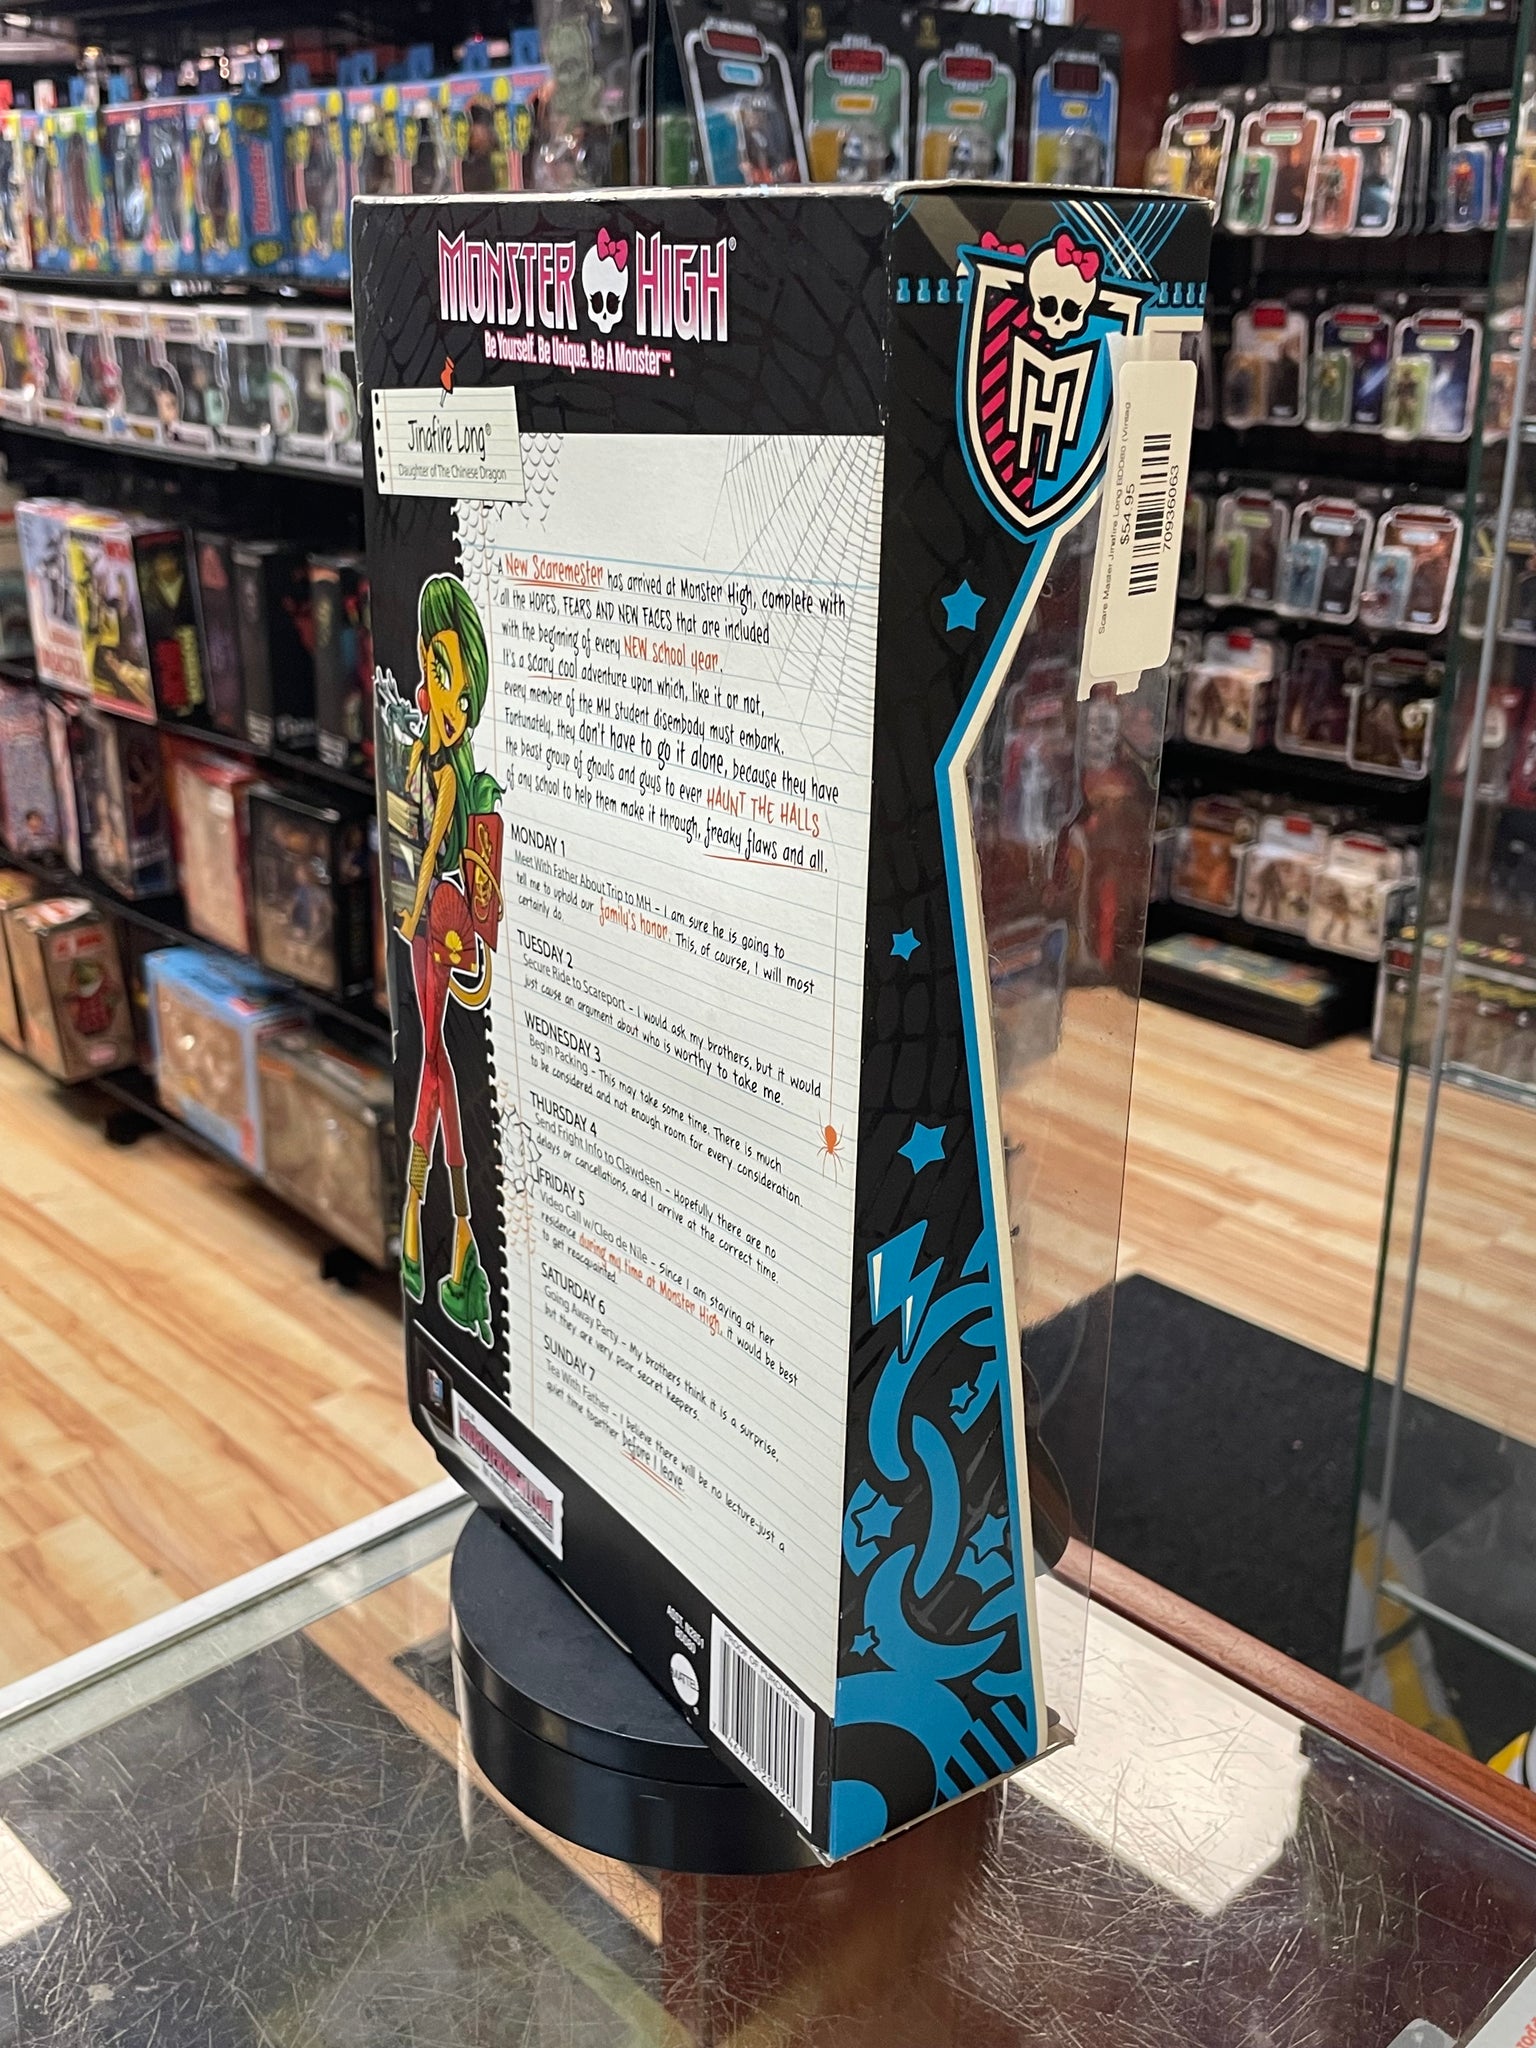 MONSTER HIGH®
Be Yourself. Be Unique. Be A Monster™.
Jinafire Long®
Daughter of The Chinese Dragon
A New Scaremester has arrived at Monster High, complete with
all the HOPES, FEARS AND NEW FACES that are included
with the beginning of every NEW school year.
It's a scary cool adventure upon which, like it or not,
every member of the MH student disembody must embark.
Fortunately, they don't have to go it alone, because they have
the beast group of ghouls and guys to ever HAUNT THE HALLS
of any school to help them make it through, freaky flaws and all.
MONDAY 1
Meet With Father About Trip to MH – I am sure he is going to
tell me to uphold our family's honor. This, of course, I will most
certainly do.
TUESDAY 2
Secure Ride to Scareport – I would ask my brothers, but it would
just cause an argument about who is worthy to take me.
WEDNESDAY 3
Begin Packing – This may take some time. There is much
to be considered and not enough room for every consideration.
THURSDAY 4
Send Fright Info to Clawdeen – Hopefully there are no
delays or cancellations, and I arrive at the correct time.
FRIDAY 5
Video Call w/Cleo de Nile – Since I am staying at her
residence during my time at Monster High, it would be best
to get reacquainted.
SATURDAY 6
Going Away Party – My brothers think it is a surprise,
but they are very poor secret keepers.
SUNDAY 7
Tea With Father – I believe there will be no lecture-just a
quiet time together before I leave.
MH
Scare Master Jinafire Long BDD80 (Vintag
$54.95
70936063
BDD80
MATTEL
PROOF OF PURCHASE